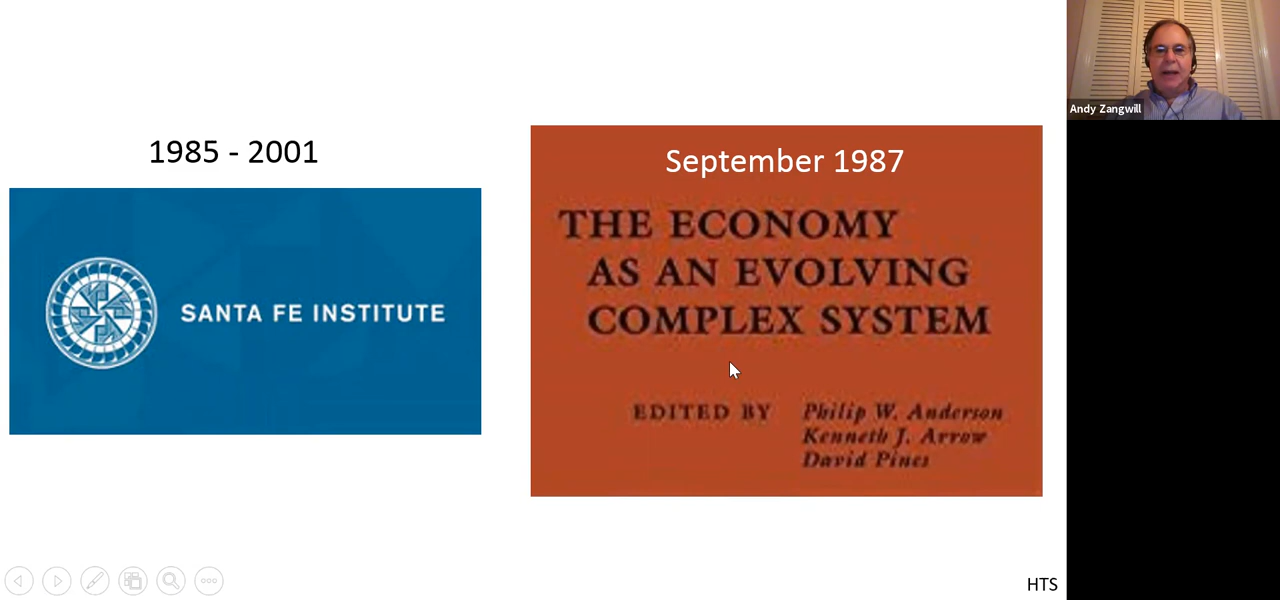 1985 - 2001
SANTA FE INSTITUTE
September 1987
THE ECONOMY
AS AN EVOLVING
COMPLEX SYSTEM
EDITED BY Philip W. Anderson
Kenneth J. Arrow
David Pines
HTS
Andy Zangwill